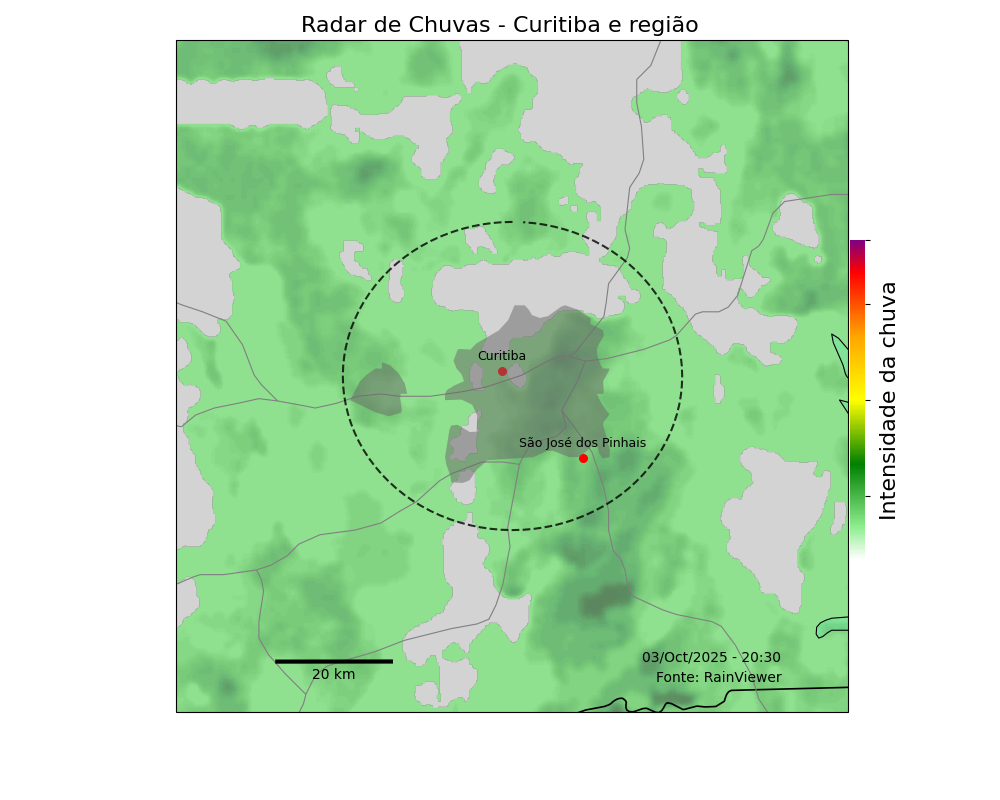 Radar de Chuvas - Curitiba e região
Curitiba
São José dos Pinhais
Intensidade da chuva
20 km
03/Oct/2025 - 20:30
Fonte: RainViewer